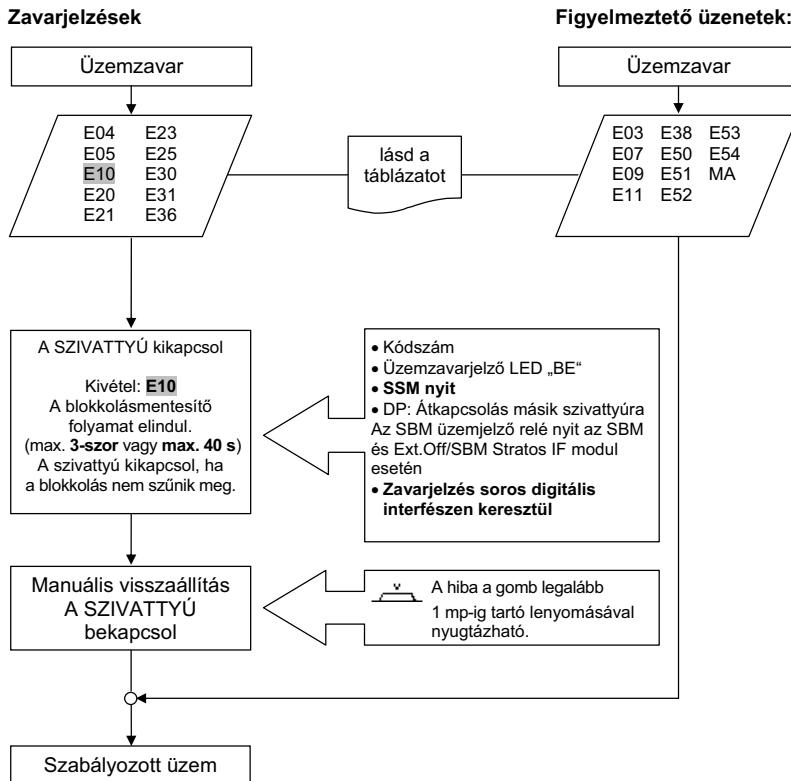 Zavarjelzések
Üzemzavar
E04 E23
E05 E25
E10 E30
E20 E31
E21 E36
lásd a
táblázatot
Figyelmeztető üzenetek:
Üzemzavar
E03 E38 E53
E07 E50 E54
E09 E51 MA
E11 E52
A SZIVATTYÚ kikapcsol
Kivétel: E10
A blokkolásmentesítő
folyamat elindul.
(max. 3-szor vagy max. 40 s)
A szivattyú kikapcsol, ha
a blokkolás nem szűnik meg.
• Kódszám
• Üzemzavarjelző LED „BE“
• SSM nyit
• DP: Átkapcsolás másik szivattyúra
Az SBM üzemjelző relé nyit az SBM
és Ext.Off/SBM Stratos IF modul
esetén
• Zavarjelzés soros digitális
interfészen keresztül
Manuális visszaállítás
A SZIVATTYÚ
bekapcsol
A hiba a gomb legalább
1 mp-ig tartó lenyomásával
nyugtázható.
Szabályozott üzem